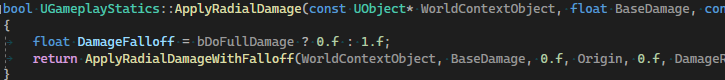 bool UGameplayStatics::ApplyRadialDamage(const UObject* WorldContextObject, float BaseDamage, con
{
float DamageFalloff = bDoFullDamage ? 0.f : 1.f;
return ApplyRadialDamageWithFalloff(WorldContextObject, BaseDamage, 0.f, Origin, 0.f, DamageR
}